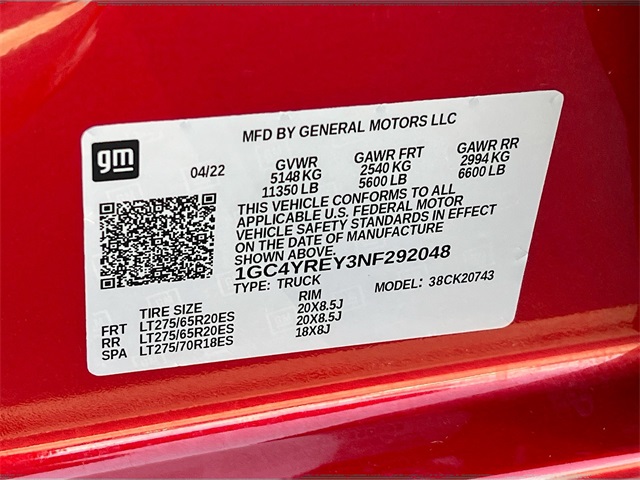 MFD BY GENERAL MOTORS LLC
gm
04/22
GVWR
5148 KG
11350 LB
GAWR FRT
2540 KG
5600 LB
GAWR RR
2994 KG
6600 LB
THIS VEHICLE CONFORMS TO ALL
APPLICABLE U.S. FEDERAL MOTOR
VEHICLE SAFETY STANDARDS IN EFFECT
ON THE DATE OF MANUFACTURE
SHOWN ABOVE.
1GC4YREY3NF292048
TYPE: TRUCK MODEL: 38CK20743
TIRE SIZE RIM
FRT LT275/65R20ES 20X8.5J
RR LT275/65R20ES 20X8.5J
SPA LT275/70R18ES 18X8J